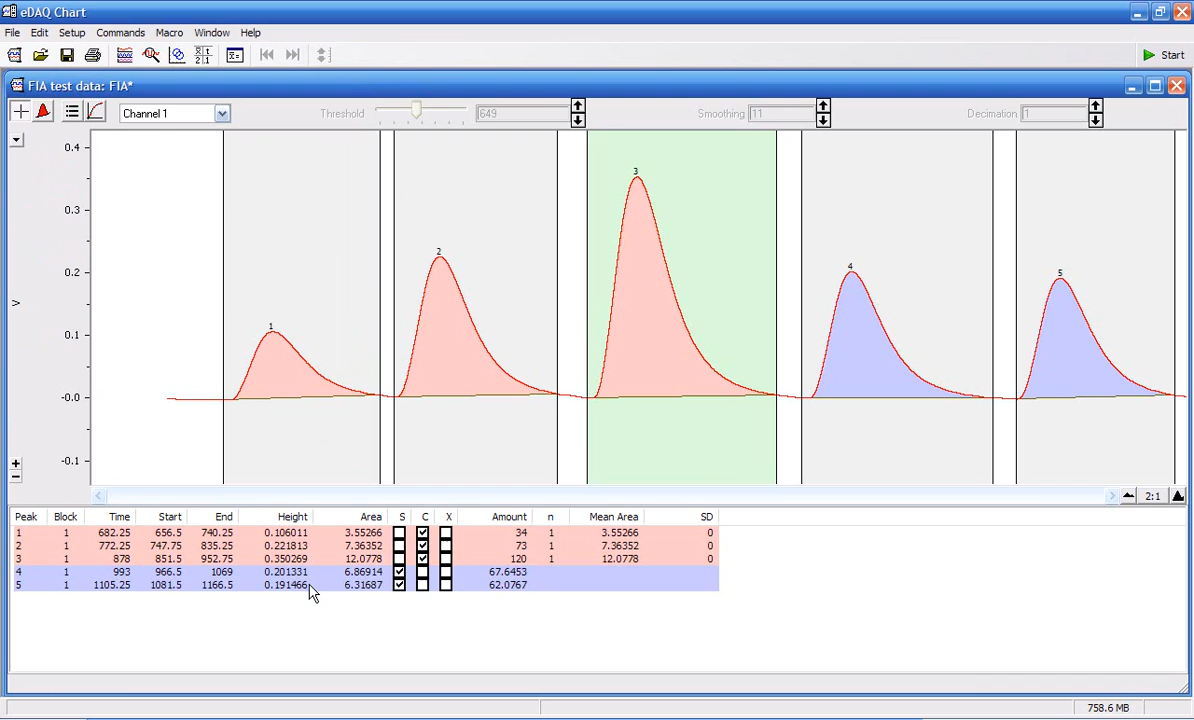 eDAQ Chart
File Edit Setup Commands Macro Window Help
Start
FIA test data: FIA*
Channel 1 Threshold 649 Smoothing 11 Decimation 1
0.4
0.3
0.2
0.1
-0.0
-0.1
V
1
2
3
4
5
2:1
Peak Block Time Start End Height Area S C X Amount n Mean Area SD
1 1 682.25 656.5 740.25 0.106011 3.55266 34 1 3.55266 0
2 1 772.25 747.75 835.25 0.221813 7.36352 73 1 7.36352 0
3 1 878 851.5 952.75 0.350269 12.0778 120 1 12.0778 0
4 1 993 966.5 1069 0.201331 6.86914 67.6453
5 1 1105.25 1081.5 1166.5 0.191466 6.31687 62.0767
758.6 MB